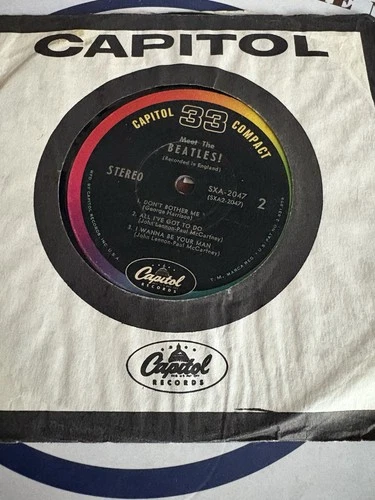 CAPITOL
CAPITOL 33 COMPACT
Meet The
BEATLES!
(Recorded in England)
STEREO
SXA-2047
(SXA2-2047)
2
1. DON'T BOTHER ME
(George Harrison)
2. ALL I'VE GOT TO DO
(John Lennon-Paul McCartney)
3. I WANNA BE YOUR MAN
(John Lennon-Paul McCartney)
Capitol
RECORDS
Capitol
RECORDS